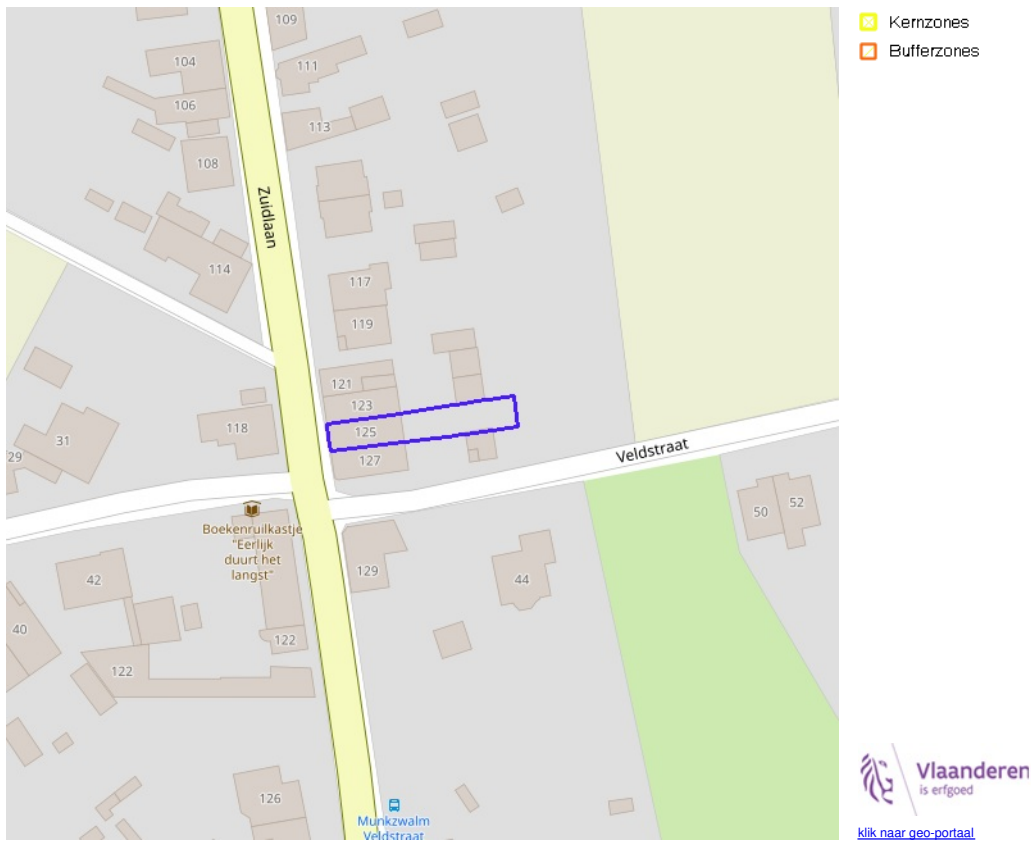 109
104
111
106
113
108
Zuidlaan
114
117
119
121
123
118
125
31
127
29
Veldstraat
50
52
Boekenruilkastje
"Eerlijk
duurt het
langst"
129
42
44
40
122
122
126
Munkzwalm
Veldstraat
Kernzones
Bufferzones
Vlaanderen
is erfgoed
klik naar geo-portaal